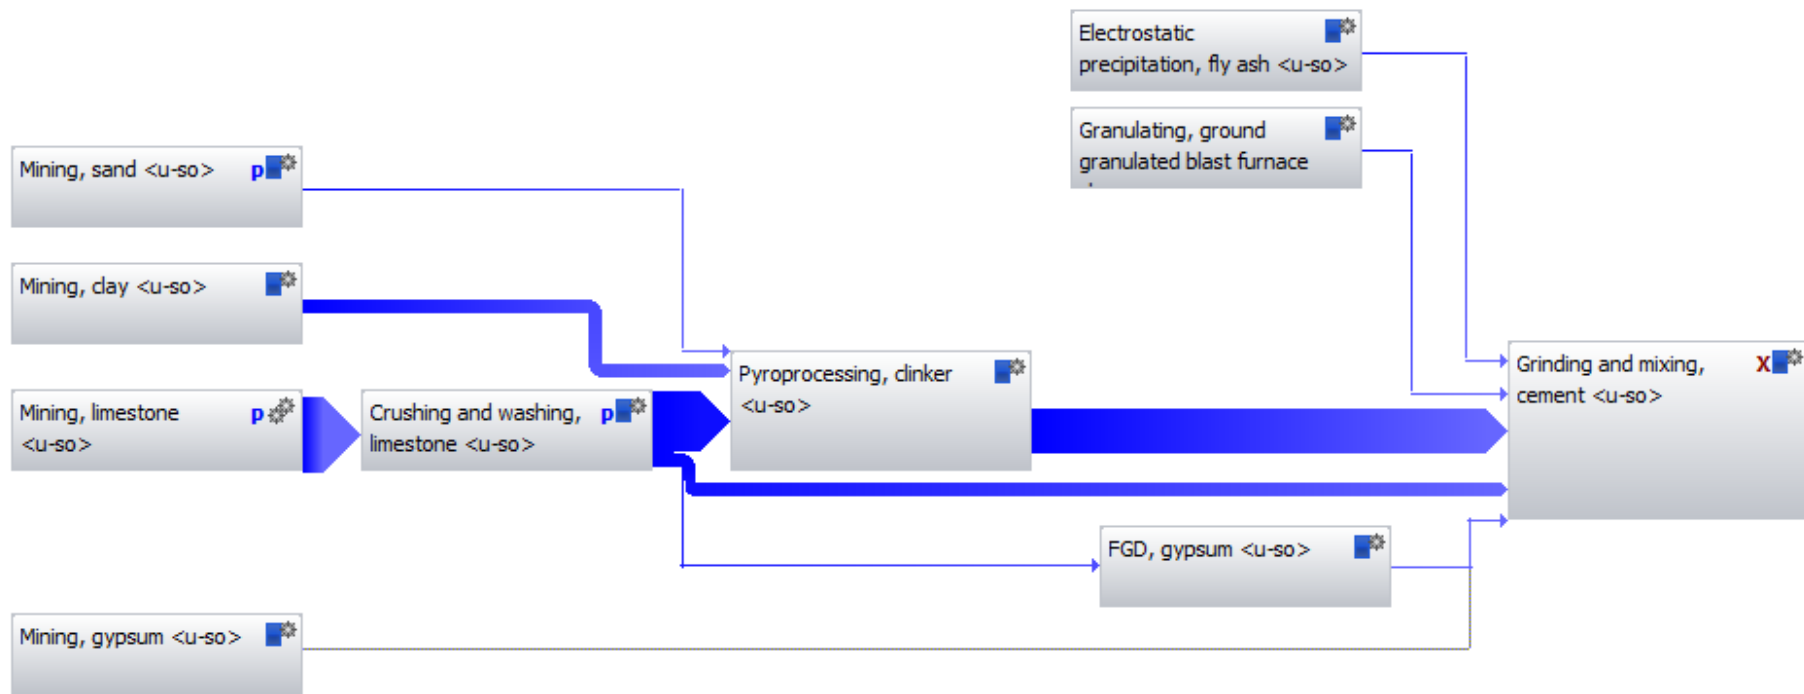 Electrostatic
precipitation, fly ash <u-so>
Granulating, ground
granulated blast furnace
Mining, sand <u-so> p
Mining, clay <u-so>
Mining, limestone p
<u-so>
Crushing and washing, p
limestone <u-so>
Pyroprocessing, clinker
<u-so>
Grinding and mixing, X
cement <u-so>
FGD, gypsum <u-so>
Mining, gypsum <u-so>